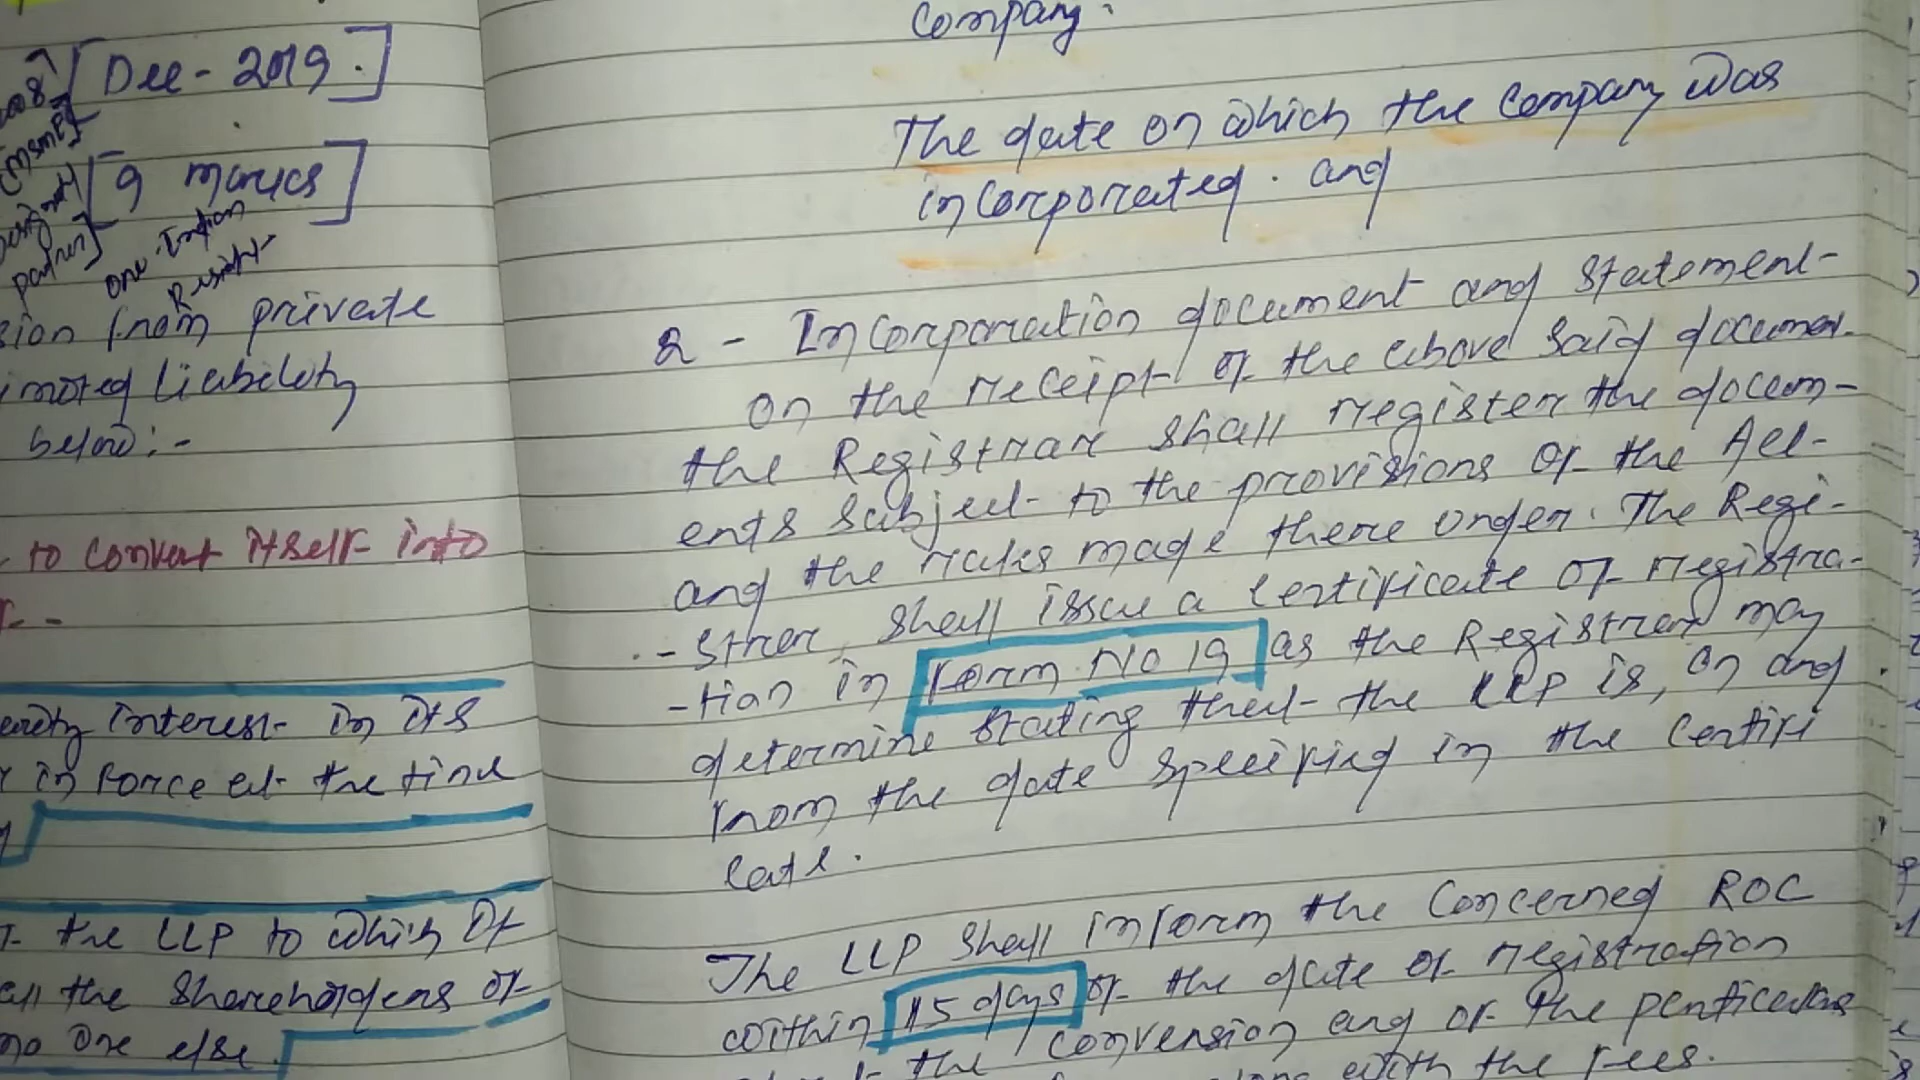 [Dec - 2019.]
[9 marks]
one Indian
Resident
from private
liability
below:-
to convert itself into
interest in its
in force at the time
the LLP to which it
all the shareholders of
no one else.
Company.
The date on which the company was
incorporated. and
2 - Incorporation document and statement-
on the receipt of the above said document
the Registrar shall register the docum-
ents subject to the provisions of the Act-
and the rules made there under. The Regi-
-strar, shall issue a certificate of registra-
-tion in Form No 19 as the Registrar may
determine stating that the LLP is, on and
from the date specified in the certifi
cate.
The LLP shall inform the concerned ROC
within 15 days of the date of registration
the conversion and of the particulars
with the fees.